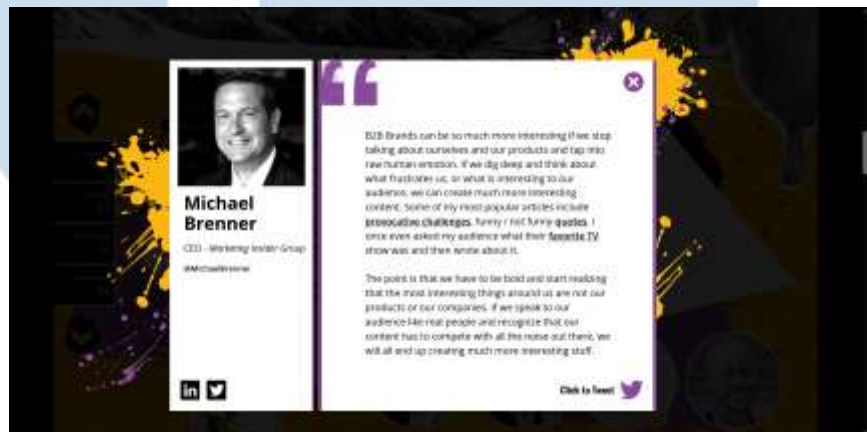 Michael
Brenner
CEO - Marketing Insider Group
@MichaelBrenner
B2B Brands can be so much more interesting if we stop
talking about ourselves and our products and tap into
raw human emotion. If we dig deep and think about
what frustrates us, or what is interesting to our
audience, we can create much more interesting
content. Some of my most popular articles include
provocative challenges, funny / not funny quotes. I
once even asked my audience what their favorite TV
show was and then wrote about it.
The point is that we have to be bold and start realizing
that the most interesting things around us are not our
products or our companies. If we speak to our
audience like real people and recognize that our
content has to compete with all the noise out there, we
will all end up creating much more interesting stuff.
in
Click to Tweet